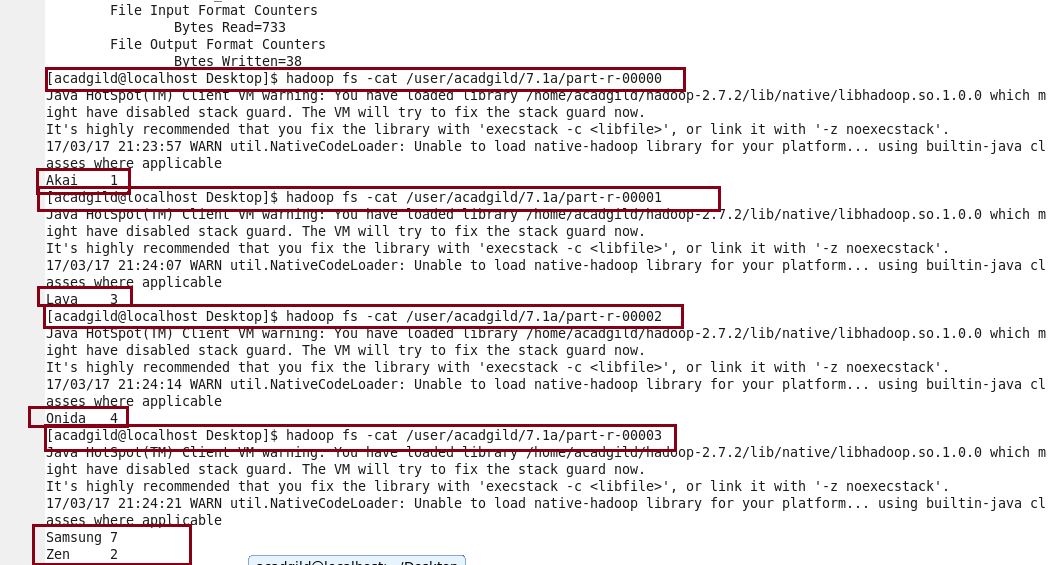 File Input Format Counters
Bytes Read=733
File Output Format Counters
Bytes Written=38
[acadgild@localhost Desktop]$ hadoop fs -cat /user/acadgild/7.1a/part-r-00000
Java HotSpot(TM) Client VM warning: You have loaded library /home/acadgild/hadoop-2.7.2/lib/native/libhadoop.so.1.0.0 which m
ight have disabled stack guard. The VM will try to fix the stack guard now.
It's highly recommended that you fix the library with 'execstack -c <libfile>', or link it with '-z noexecstack'.
17/03/17 21:23:57 WARN util.NativeCodeLoader: Unable to load native-hadoop library for your platform... using builtin-java cl
asses where applicable
Akai 1
[acadgild@localhost Desktop]$ hadoop fs -cat /user/acadgild/7.1a/part-r-00001
Java HotSpot(TM) Client VM warning: You have loaded library /home/acadgild/hadoop-2.7.2/lib/native/libhadoop.so.1.0.0 which m
ight have disabled stack guard. The VM will try to fix the stack guard now.
It's highly recommended that you fix the library with 'execstack -c <libfile>', or link it with '-z noexecstack'.
17/03/17 21:24:07 WARN util.NativeCodeLoader: Unable to load native-hadoop library for your platform... using builtin-java cl
asses where applicable
Lava 3
[acadgild@localhost Desktop]$ hadoop fs -cat /user/acadgild/7.1a/part-r-00002
Java HotSpot(TM) Client VM warning: You have loaded library /home/acadgild/hadoop-2.7.2/lib/native/libhadoop.so.1.0.0 which m
ight have disabled stack guard. The VM will try to fix the stack guard now.
It's highly recommended that you fix the library with 'execstack -c <libfile>', or link it with '-z noexecstack'.
17/03/17 21:24:14 WARN util.NativeCodeLoader: Unable to load native-hadoop library for your platform... using builtin-java cl
asses where applicable
Onida 4
[acadgild@localhost Desktop]$ hadoop fs -cat /user/acadgild/7.1a/part-r-00003
Java HotSpot(TM) Client VM warning: You have loaded library /home/acadgild/hadoop-2.7.2/lib/native/libhadoop.so.1.0.0 which m
ight have disabled stack guard. The VM will try to fix the stack guard now.
It's highly recommended that you fix the library with 'execstack -c <libfile>', or link it with '-z noexecstack'.
17/03/17 21:24:21 WARN util.NativeCodeLoader: Unable to load native-hadoop library for your platform... using builtin-java cl
asses where applicable
Samsung 7
Zen 2
acadgild@localhost:~/Desktop